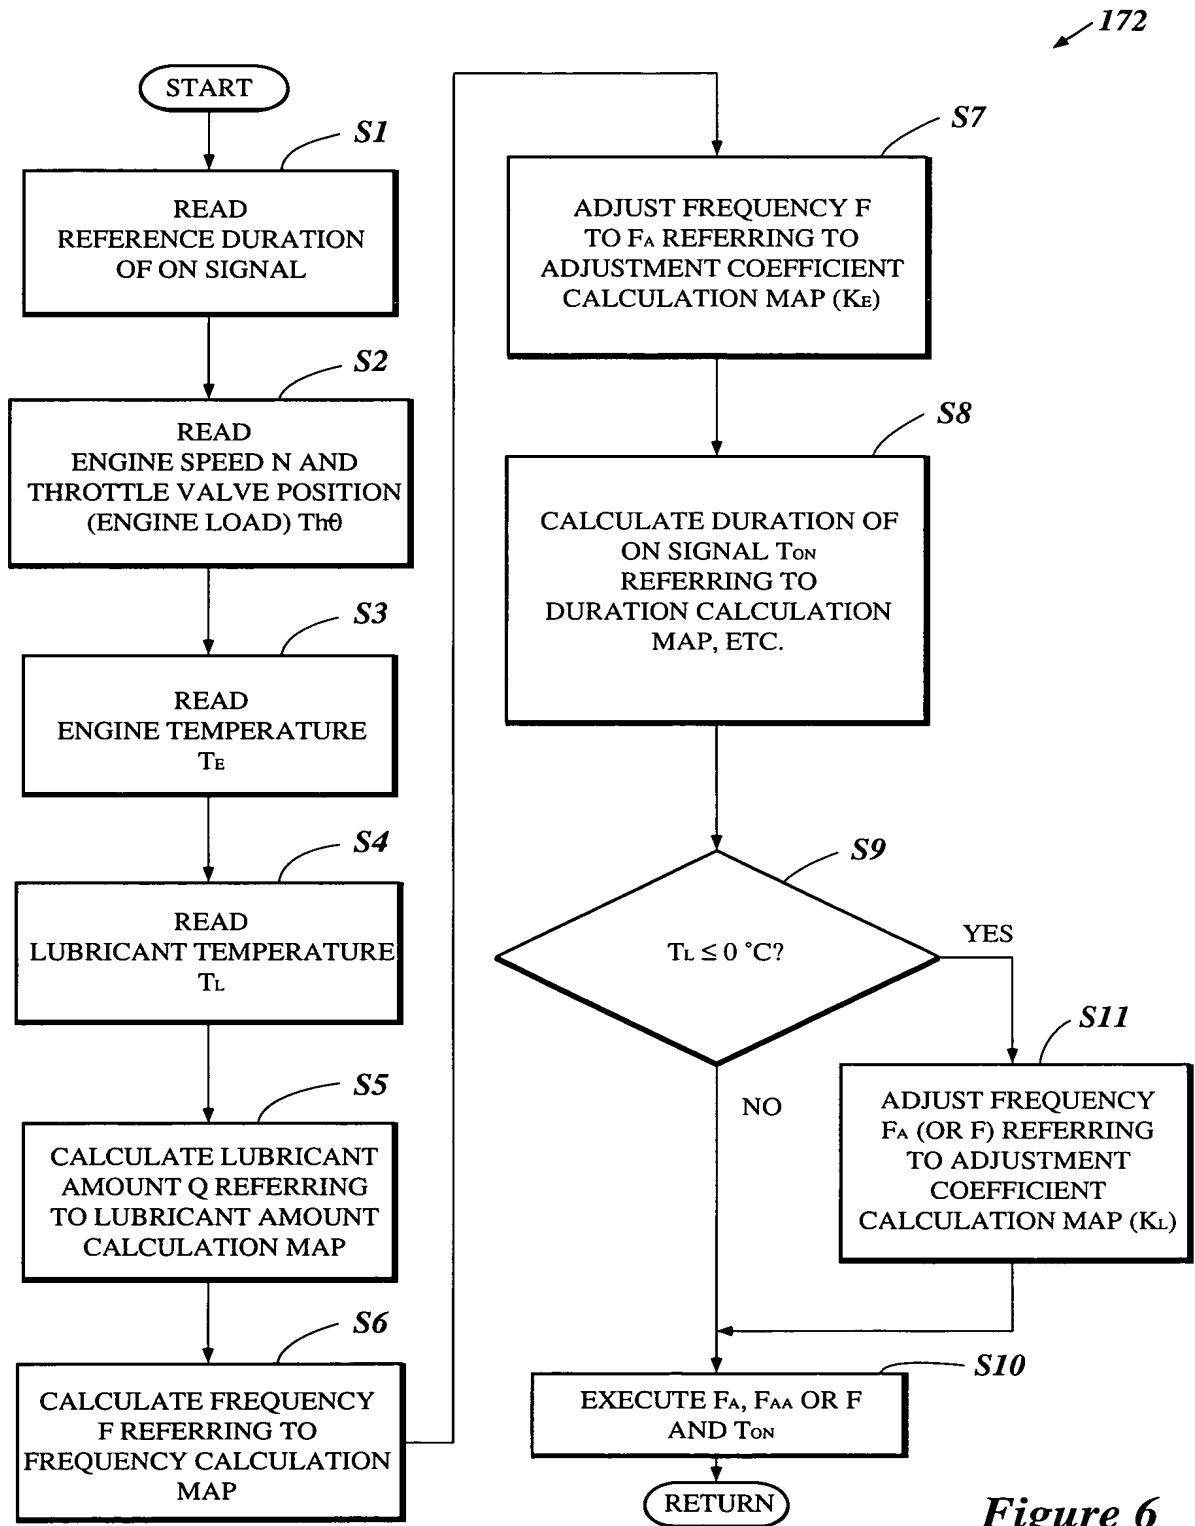 172
START
S1
READ
REFERENCE DURATION
OF ON SIGNAL
S2
READ
ENGINE SPEED N AND
THROTTLE VALVE POSITION
(ENGINE LOAD) Thθ
S3
READ
ENGINE TEMPERATURE
TE
S4
READ
LUBRICANT TEMPERATURE
TL
S5
CALCULATE LUBRICANT
AMOUNT Q REFERRING
TO LUBRICANT AMOUNT
CALCULATION MAP
S6
CALCULATE FREQUENCY
F REFERRING TO
FREQUENCY CALCULATION
MAP
S7
ADJUST FREQUENCY F
TO FA REFERRING TO
ADJUSTMENT COEFFICIENT
CALCULATION MAP (KE)
S8
CALCULATE DURATION OF
ON SIGNAL TON
REFERRING TO
DURATION CALCULATION
MAP, ETC.
S9
TL ≤ 0 °C?
YES
NO
S11
ADJUST FREQUENCY
FA (OR F) REFERRING
TO ADJUSTMENT
COEFFICIENT
CALCULATION MAP (KL)
S10
EXECUTE FA, FAA OR F
AND TON
RETURN
Figure 6